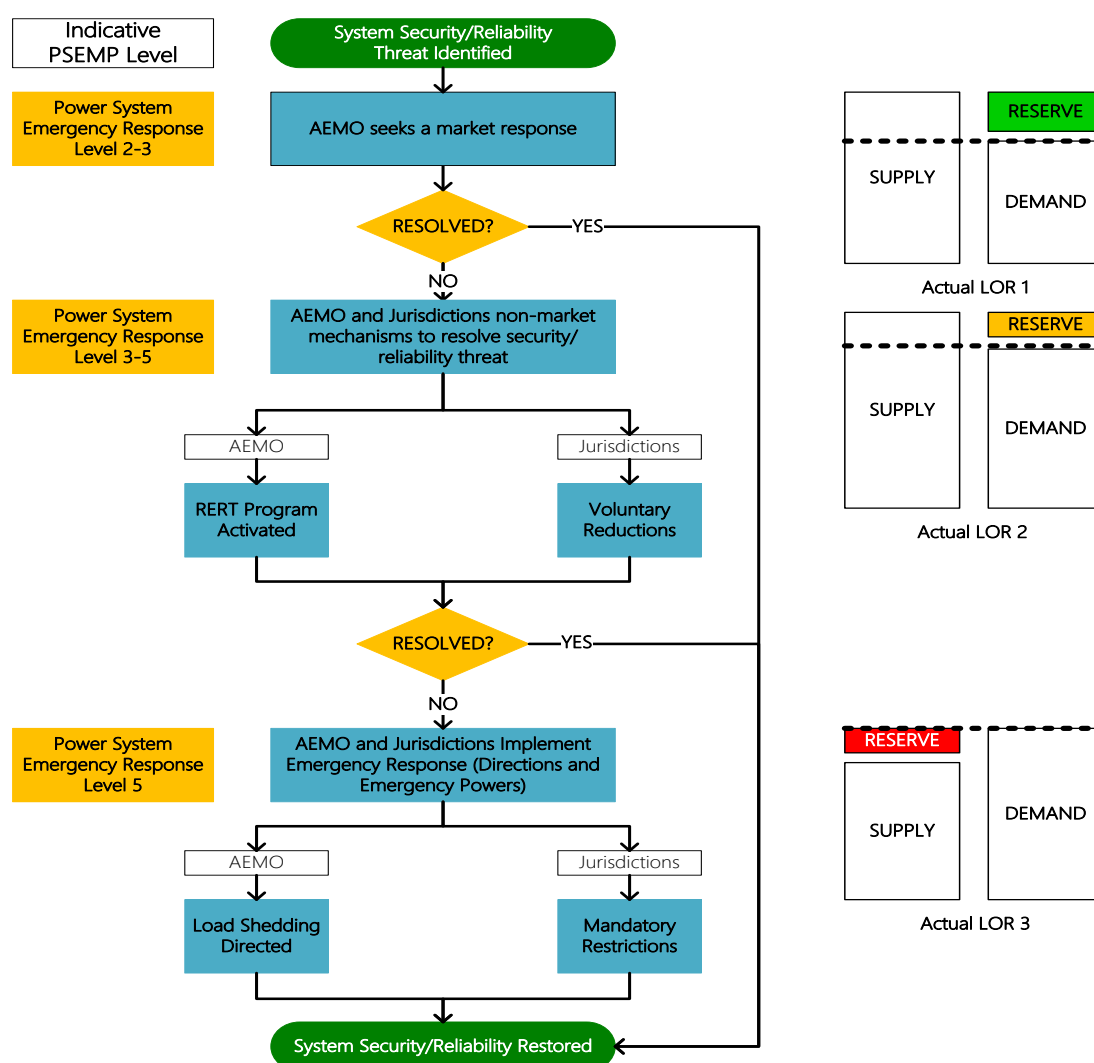 Indicative
PSEMP Level
System Security/Reliability
Threat Identified
Power System
Emergency Response
Level 2-3
AEMO seeks a market response
RESOLVED?
YES
NO
Power System
Emergency Response
Level 3-5
AEMO and Jurisdictions non-market
mechanisms to resolve security/
reliability threat
AEMO
Jurisdictions
RERT Program
Activated
Voluntary
Reductions
RESOLVED?
YES
NO
Power System
Emergency Response
Level 5
AEMO and Jurisdictions Implement
Emergency Response (Directions and
Emergency Powers)
AEMO
Jurisdictions
Load Shedding
Directed
Mandatory
Restrictions
System Security/Reliability Restored
RESERVE
SUPPLY
DEMAND
Actual LOR 1
RESERVE
SUPPLY
DEMAND
Actual LOR 2
RESERVE
SUPPLY
DEMAND
Actual LOR 3